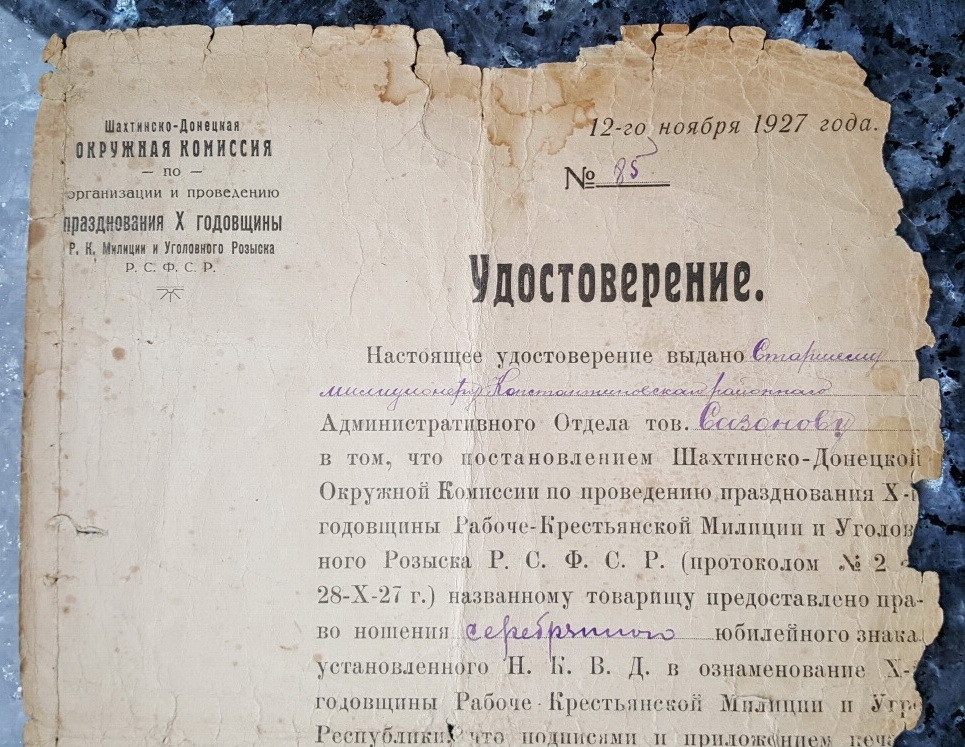 Шахтинско-Донецкая
ОКРУЖНАЯ КОМИССИЯ
— по —
организации и проведению
празднования X годовщины
Р. К. Милиции и Уголовного Розыска
Р. С. Ф. С. Р.
12-го ноября 1927 года.
№ 85
Удостоверение.
Настоящее удостоверение выдано Старшему
милиционеру Константиновская районного
Административного Отдела тов. Сазонову
в том, что постановлением Шахтинско-Донецкой
Окружной Комиссии по проведению празднования X-
годовщины Рабоче-Крестьянской Милиции и Уголов
ного Розыска Р. С. Ф. С. Р. (протоколом № 2
28-X-27 г.) названному товарищу предоставлено пра-
во ношения серебряного юбилейного знака
установленного Н. К. В. Д. в ознаменование X-
годовщины Рабоче-Крестьянской Милиции и
Республики, что подписями и приложением печа